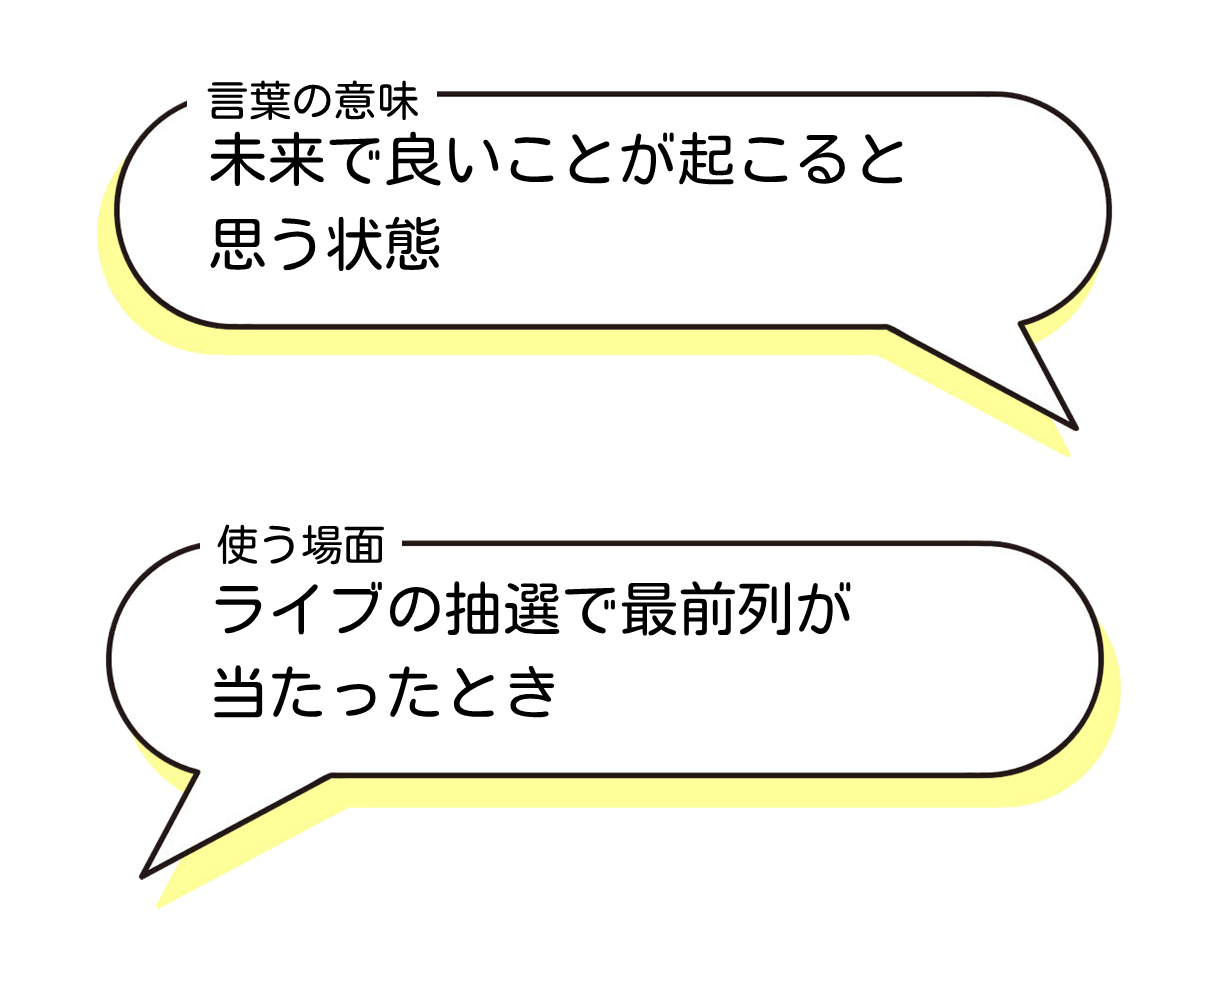 言葉の意味
未来で良いことが起こると
思う状態
使う場面
ライブの抽選で最前列が
当たったとき